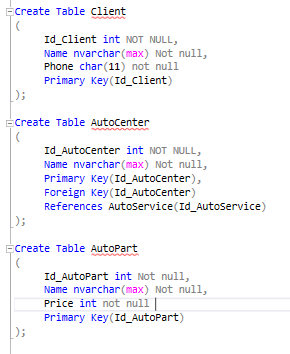 Create Table Client
(
Id_Client int NOT NULL,
Name nvarchar(max) Not null,
Phone char(11) not null
Primary Key(Id_Client)
);
Create Table AutoCenter
(
Id_AutoCenter int NOT NULL,
Name nvarchar(max) Not null,
Primary Key(Id_AutoCenter),
Foreign Key(Id_AutoCenter)
References AutoService(Id_AutoService)
);
Create Table AutoPart
(
Id_AutoPart int Not null,
Name nvarchar(max) Not null,
Price int not null
Primary Key(Id_AutoPart)
);